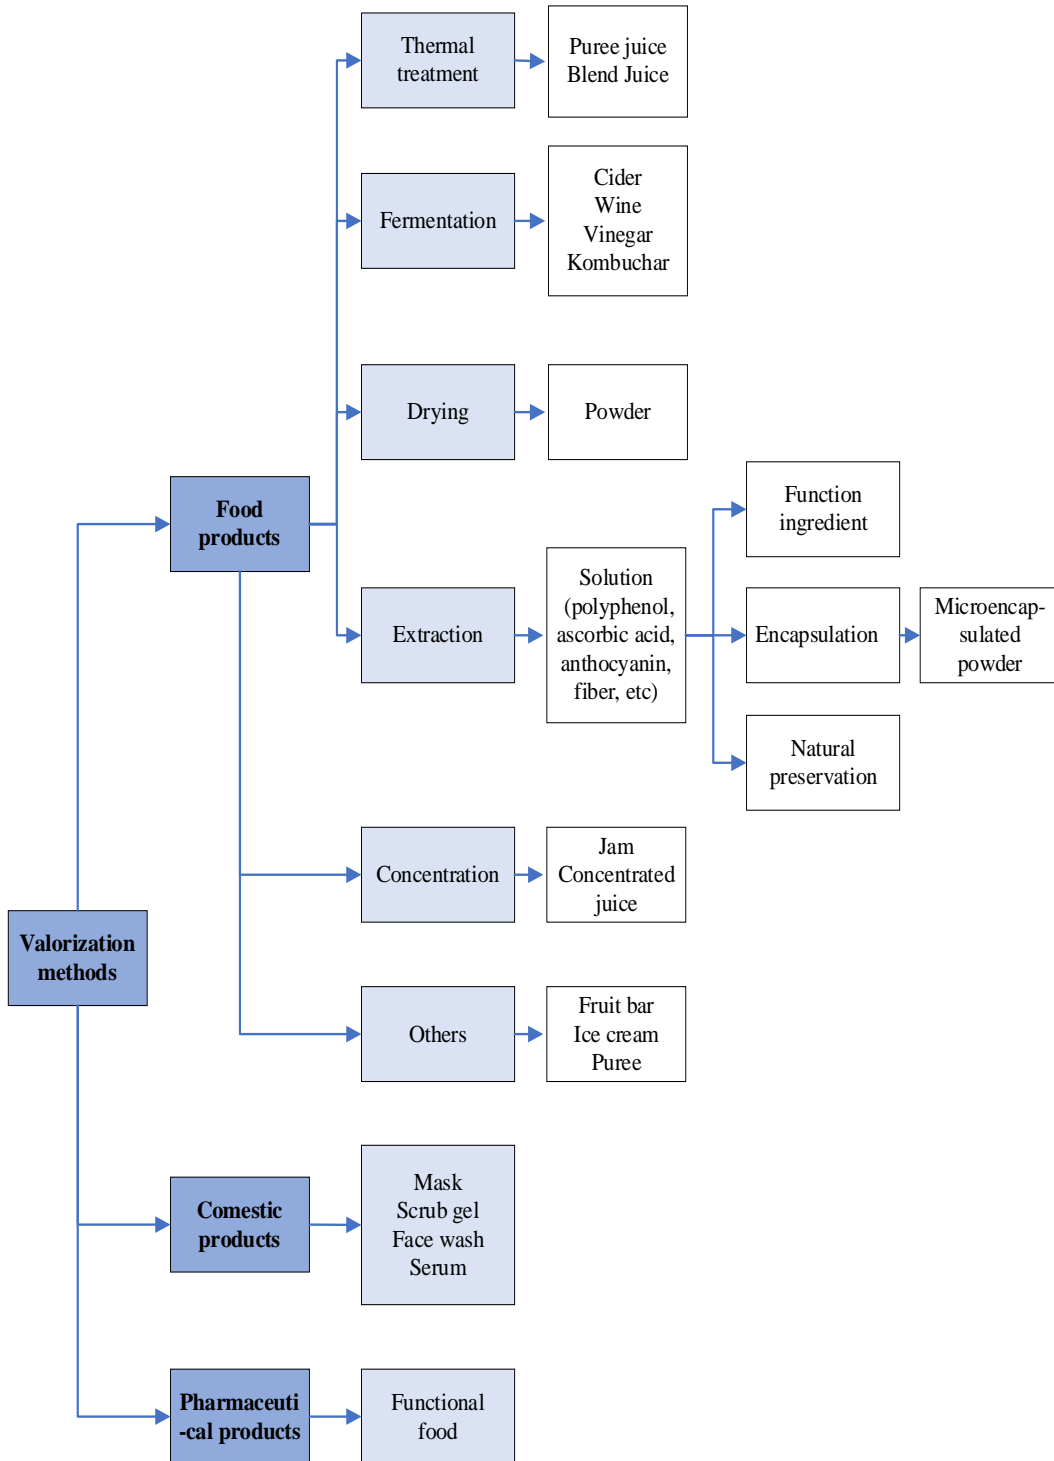 Thermal
treatment
Puree juice
Blend Juice
Fermentation
Cider
Wine
Vinegar
Kombuchar
Drying
Powder
Food
products
Extraction
Solution
(polyphenol,
ascorbic acid,
anthocyanin,
fiber, etc)
Function
ingredient
Encapsulation
Microencap-
sulated
powder
Natural
preservation
Concentration
Jam
Concentrated
juice
Valorization
methods
Others
Fruit bar
Ice cream
Puree
Comestic
products
Mask
Scrub gel
Face wash
Serum
Pharmaceuti
-cal products
Functional
food